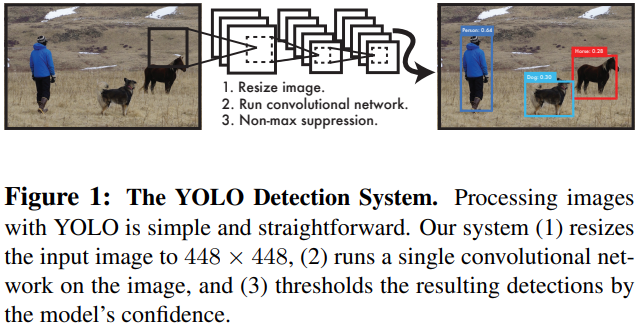 Person: 0.64
Horse: 0.28
Dog: 0.30
1. Resize image.
2. Run convolutional network.
3. Non-max suppression.
Figure 1: The YOLO Detection System. Processing images
with YOLO is simple and straightforward. Our system (1) resizes
the input image to 448 × 448, (2) runs a single convolutional net-
work on the image, and (3) thresholds the resulting detections by
the model’s confidence.